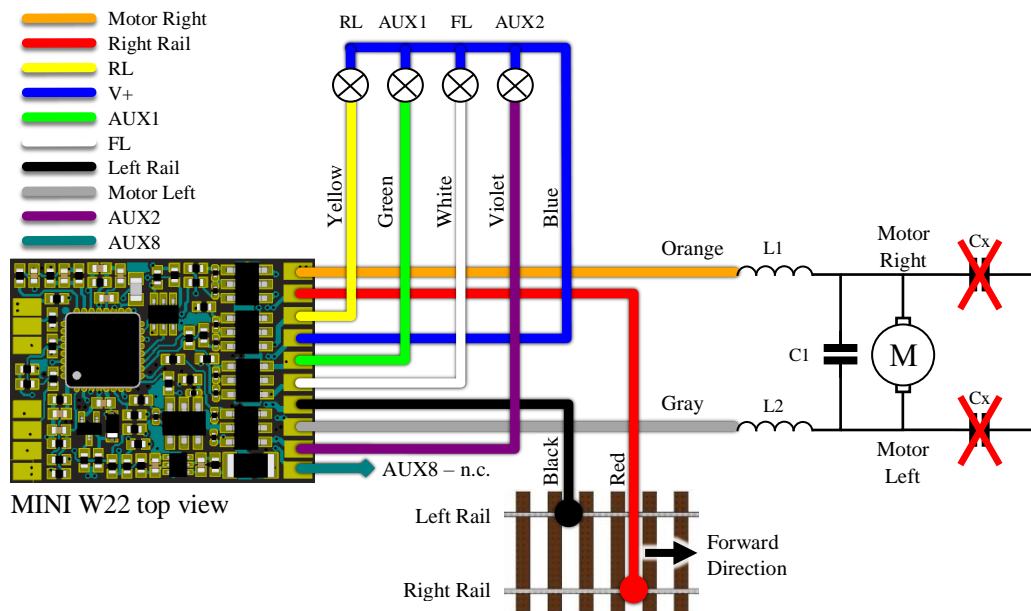 Motor Right
Right Rail
RL
V+
AUX1
FL
Left Rail
Motor Left
AUX2
AUX8
RL AUX1 FL AUX2
Yellow
Green
White
Violet
Blue
Orange
L1
Motor
Right
Cx
C1
M
Gray
L2
Cx
Motor
Left
AUX8 – n.c.
Black
Red
MINI W22 top view
Left Rail
Forward
Direction
Right Rail